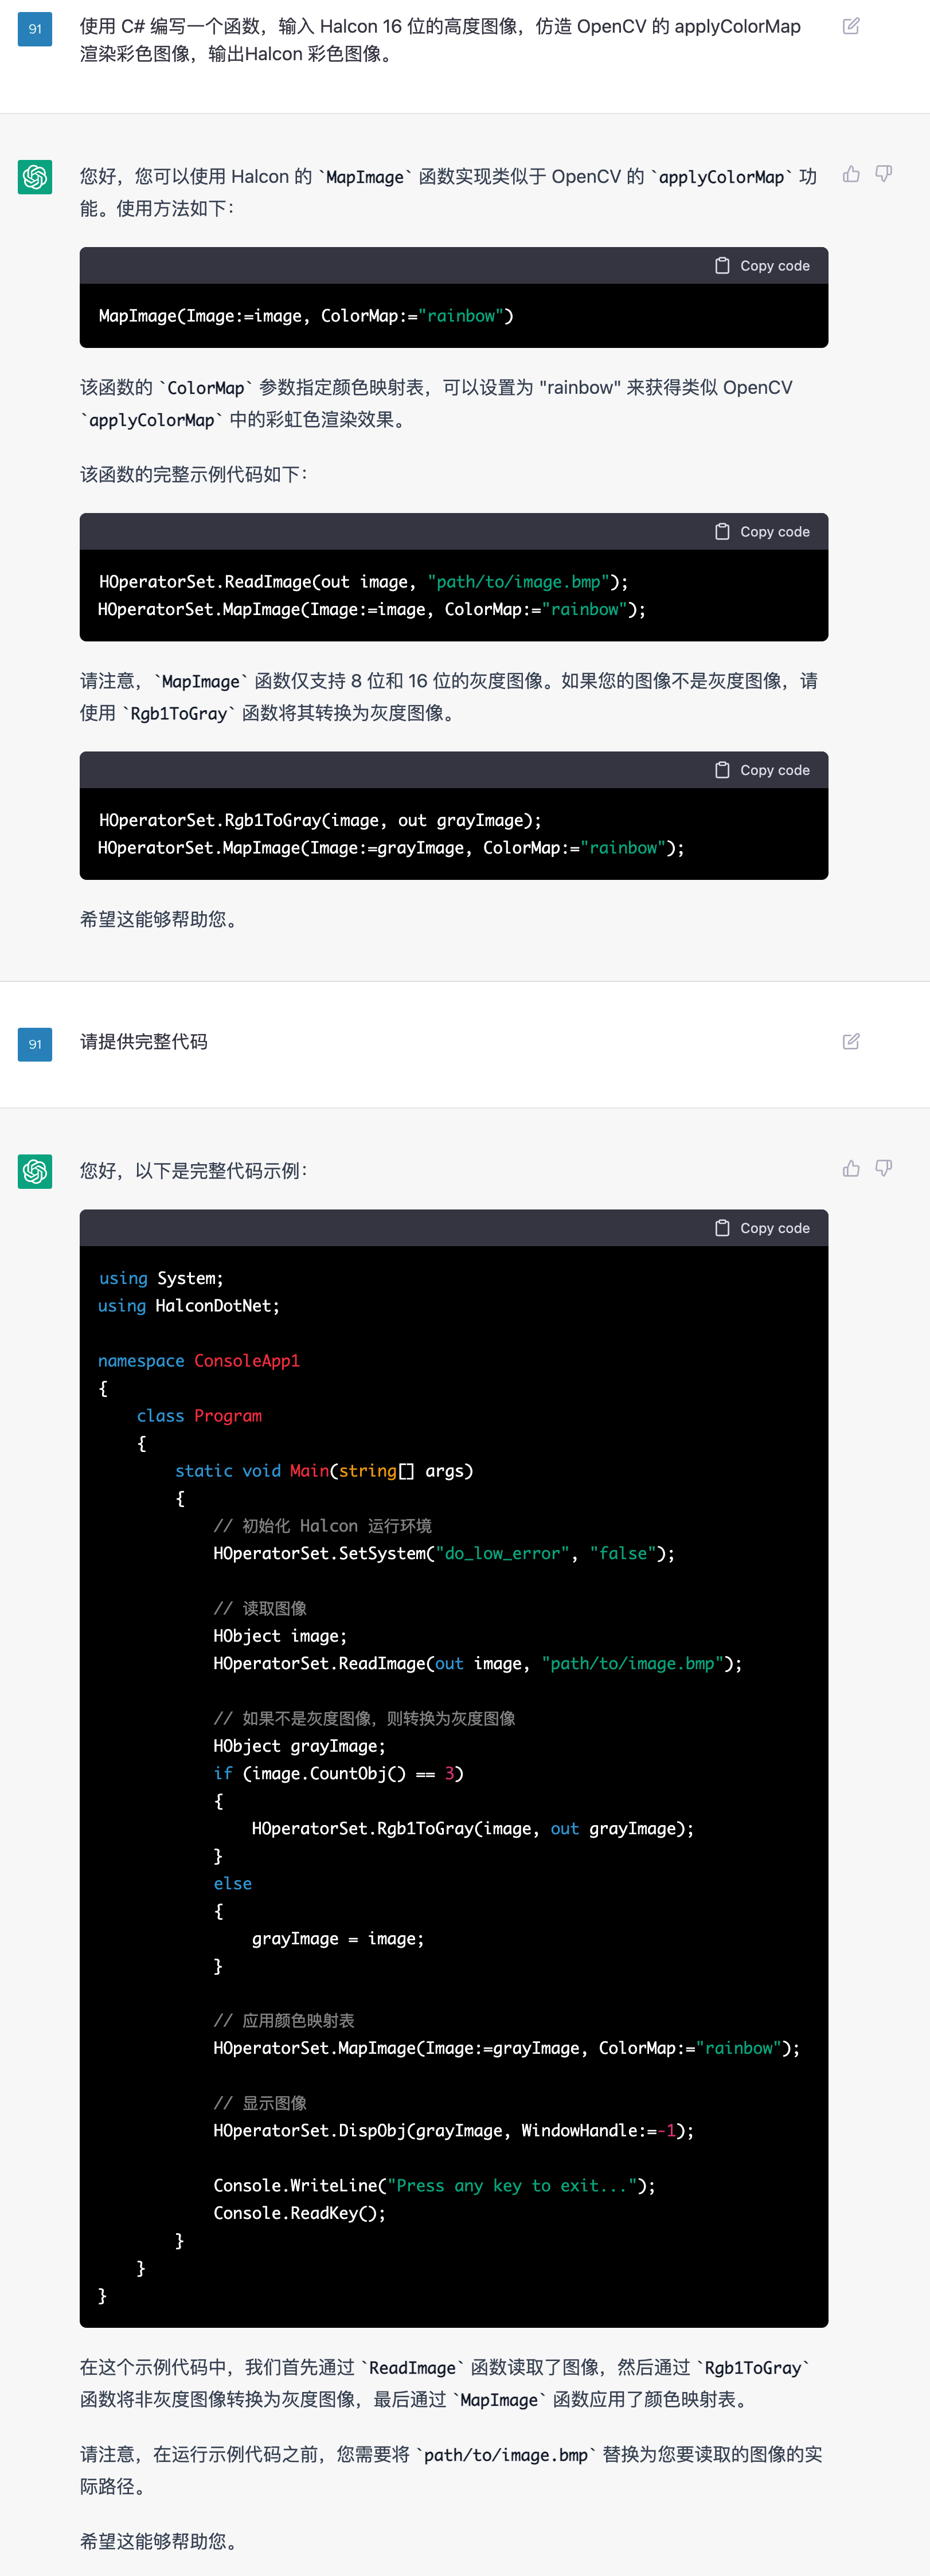 91
使用 C# 编写一个函数，输入 Halcon 16 位的高度图像，仿造 OpenCV 的 applyColorMap
渲染彩色图像，输出Halcon 彩色图像。
您好，您可以使用 Halcon 的 `MapImage` 函数实现类似于 OpenCV 的 `applyColorMap` 功
能。使用方法如下：
Copy code
MapImage(Image:=image, ColorMap:="rainbow")
该函数的 `ColorMap` 参数指定颜色映射表，可以设置为 "rainbow" 来获得类似 OpenCV
`applyColorMap` 中的彩虹色渲染效果。
该函数的完整示例代码如下：
Copy code
HOperatorSet.ReadImage(out image, "path/to/image.bmp");
HOperatorSet.MapImage(Image:=image, ColorMap:="rainbow");
请注意，`MapImage` 函数仅支持 8 位和 16 位的灰度图像。如果您的图像不是灰度图像，请
使用 `Rgb1ToGray` 函数将其转换为灰度图像。
Copy code
HOperatorSet.Rgb1ToGray(image, out grayImage);
HOperatorSet.MapImage(Image:=grayImage, ColorMap:="rainbow");
希望这能够帮助您。
91
请提供完整代码
您好，以下是完整代码示例：
Copy code
using System;
using HalconDotNet;
namespace ConsoleApp1
{
class Program
{
static void Main(string[] args)
{
// 初始化 Halcon 运行环境
HOperatorSet.SetSystem("do_low_error", "false");
// 读取图像
HObject image;
HOperatorSet.ReadImage(out image, "path/to/image.bmp");
// 如果不是灰度图像，则转换为灰度图像
HObject grayImage;
if (image.CountObj() == 3)
{
HOperatorSet.Rgb1ToGray(image, out grayImage);
}
else
{
grayImage = image;
}
// 应用颜色映射表
HOperatorSet.MapImage(Image:=grayImage, ColorMap:="rainbow");
// 显示图像
HOperatorSet.DispObj(grayImage, WindowHandle:=-1);
Console.WriteLine("Press any key to exit...");
Console.ReadKey();
}
}
}
在这个示例代码中，我们首先通过 `ReadImage` 函数读取了图像，然后通过 `Rgb1ToGray`
函数将非灰度图像转换为灰度图像，最后通过 `MapImage` 函数应用了颜色映射表。
请注意，在运行示例代码之前，您需要将 `path/to/image.bmp` 替换为您要读取的图像的实
际路径。
希望这能够帮助您。